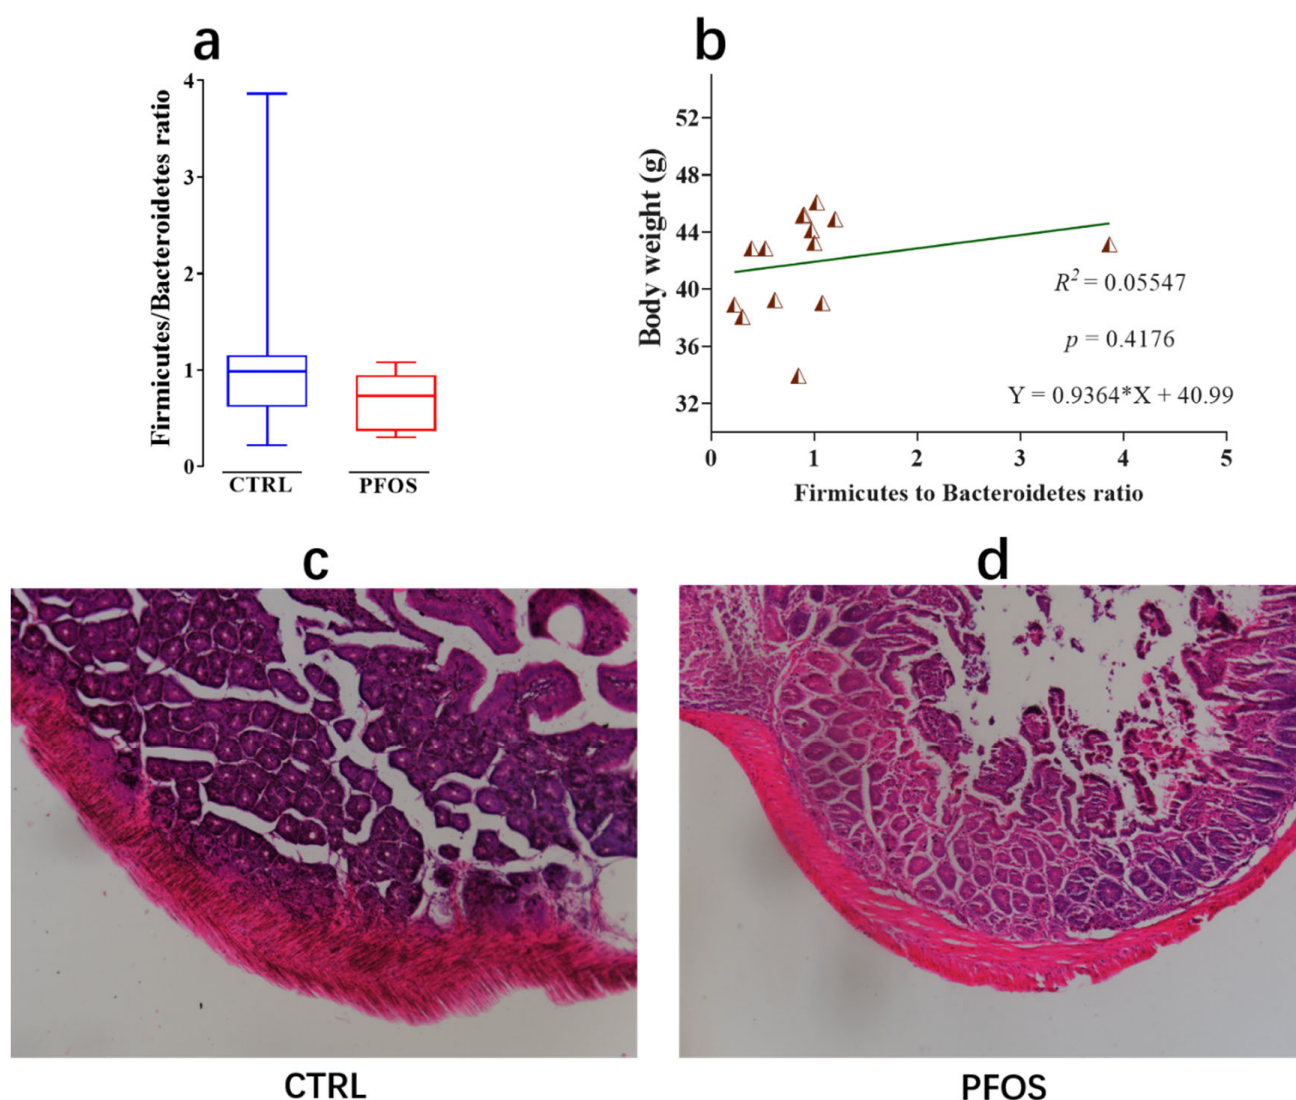 a
Firmicutes/Bacteroidetes ratio
4
3
2
1
0
CTRL
PFOS
b
Body weight (g)
52
48
44
40
36
32
R² = 0.05547
p = 0.4176
Y = 0.9364*X + 40.99
0 1 2 3 4 5
Firmicutes to Bacteroidetes ratio
c
d
CTRL
PFOS